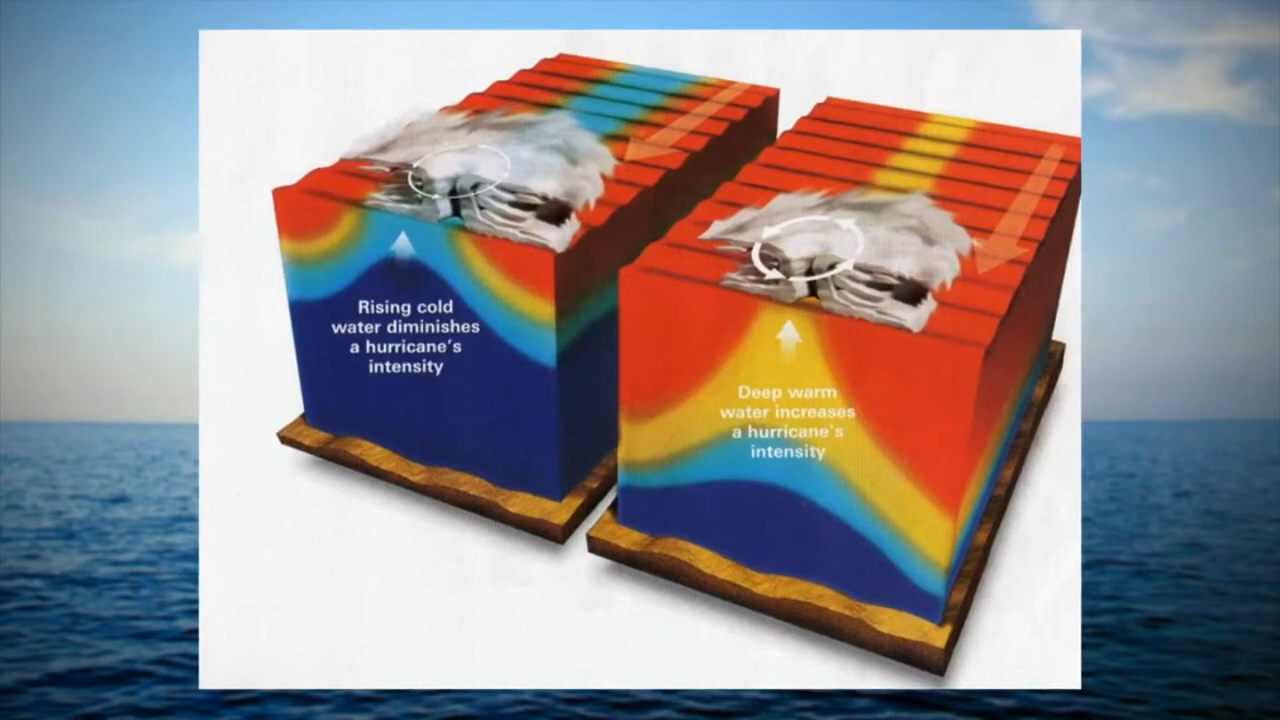 Rising cold
water diminishes
a hurricane's
intensity
Deep warm
water increases
a hurricane's
intensity